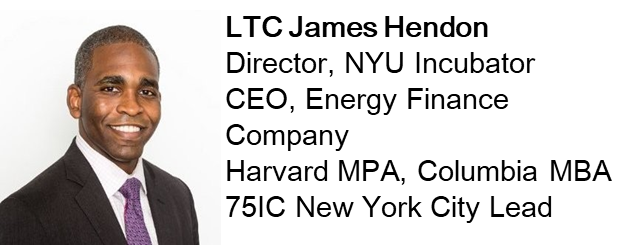 LTC James Hendon
Director, NYU Incubator
CEO, Energy Finance
Company
Harvard MPA, Columbia MBA
75IC New York City Lead